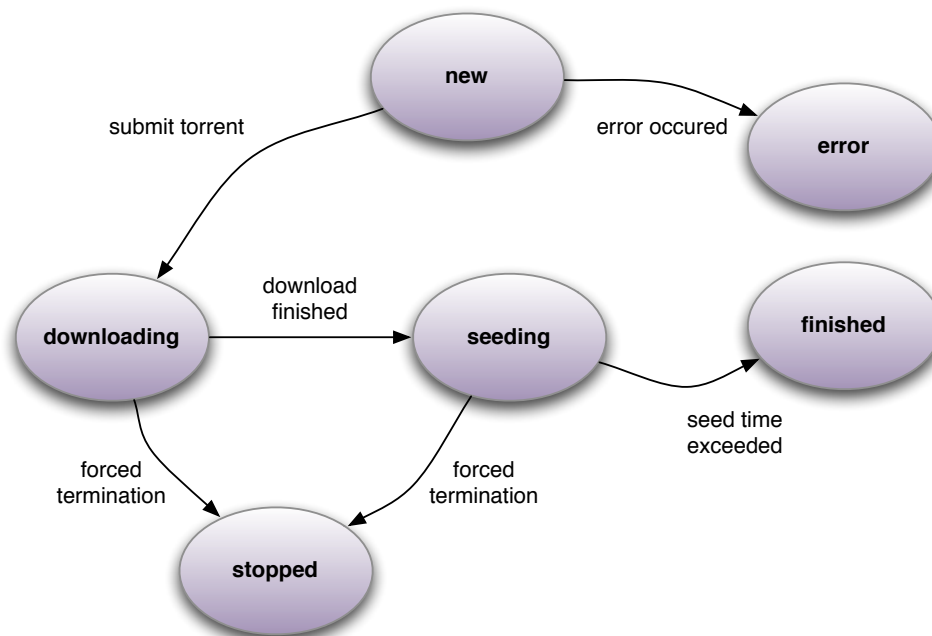 new
submit torrent
error occured
error
download
finished
finished
downloading
seeding
seed time
exceeded
forced
termination
forced
termination
stopped